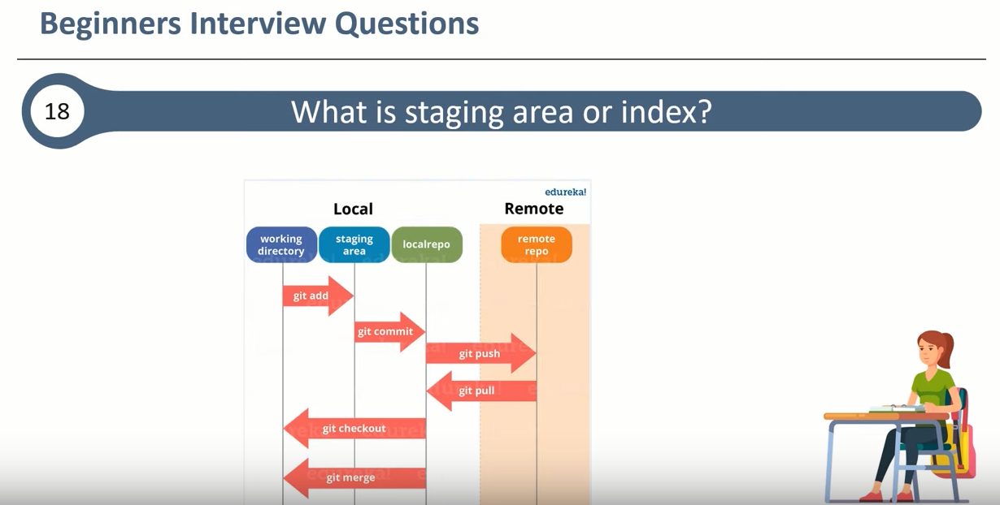 Beginners Interview Questions
18
What is staging area or index?
edureka!
Local
Remote
working
directory
staging
area
localrepo
remote
repo
git add
git commit
git push
git pull
git checkout
git merge